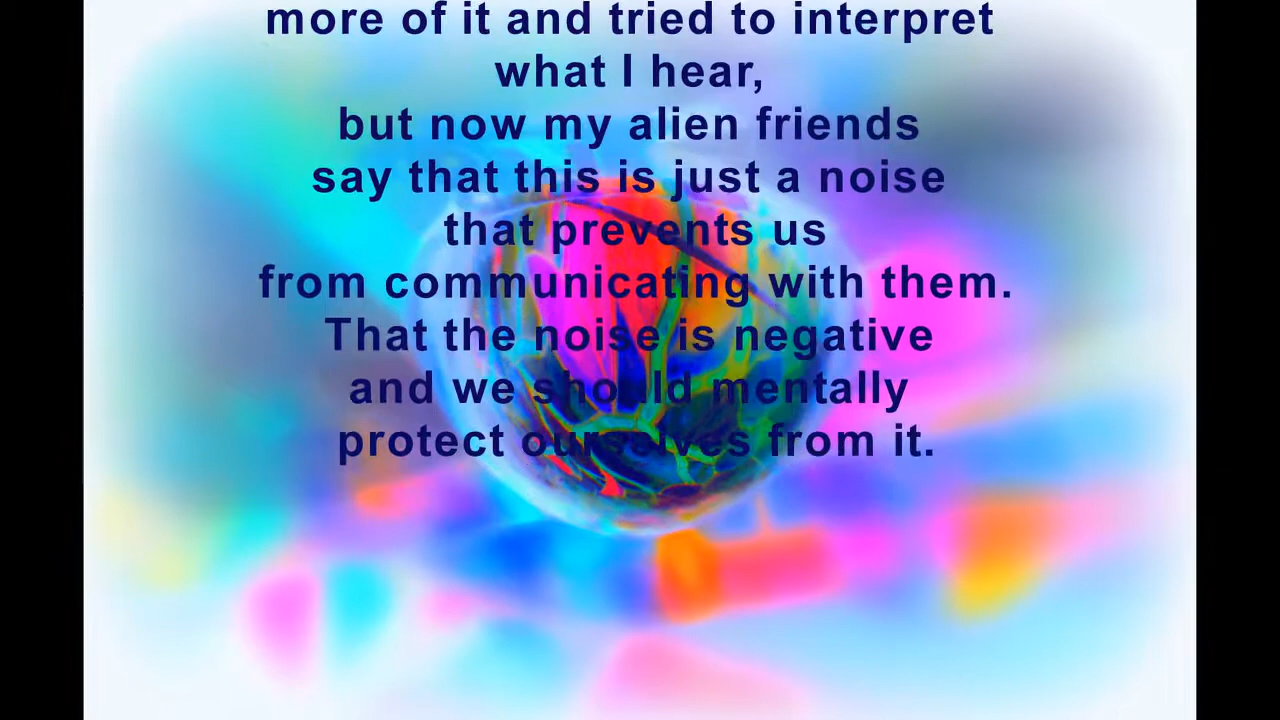 more of it and tried to interpret
what I hear,
but now my alien friends
say that this is just a noise
that prevents us
from communicating with them.
That the noise is negative
and we should mentally
protect ourselves from it.